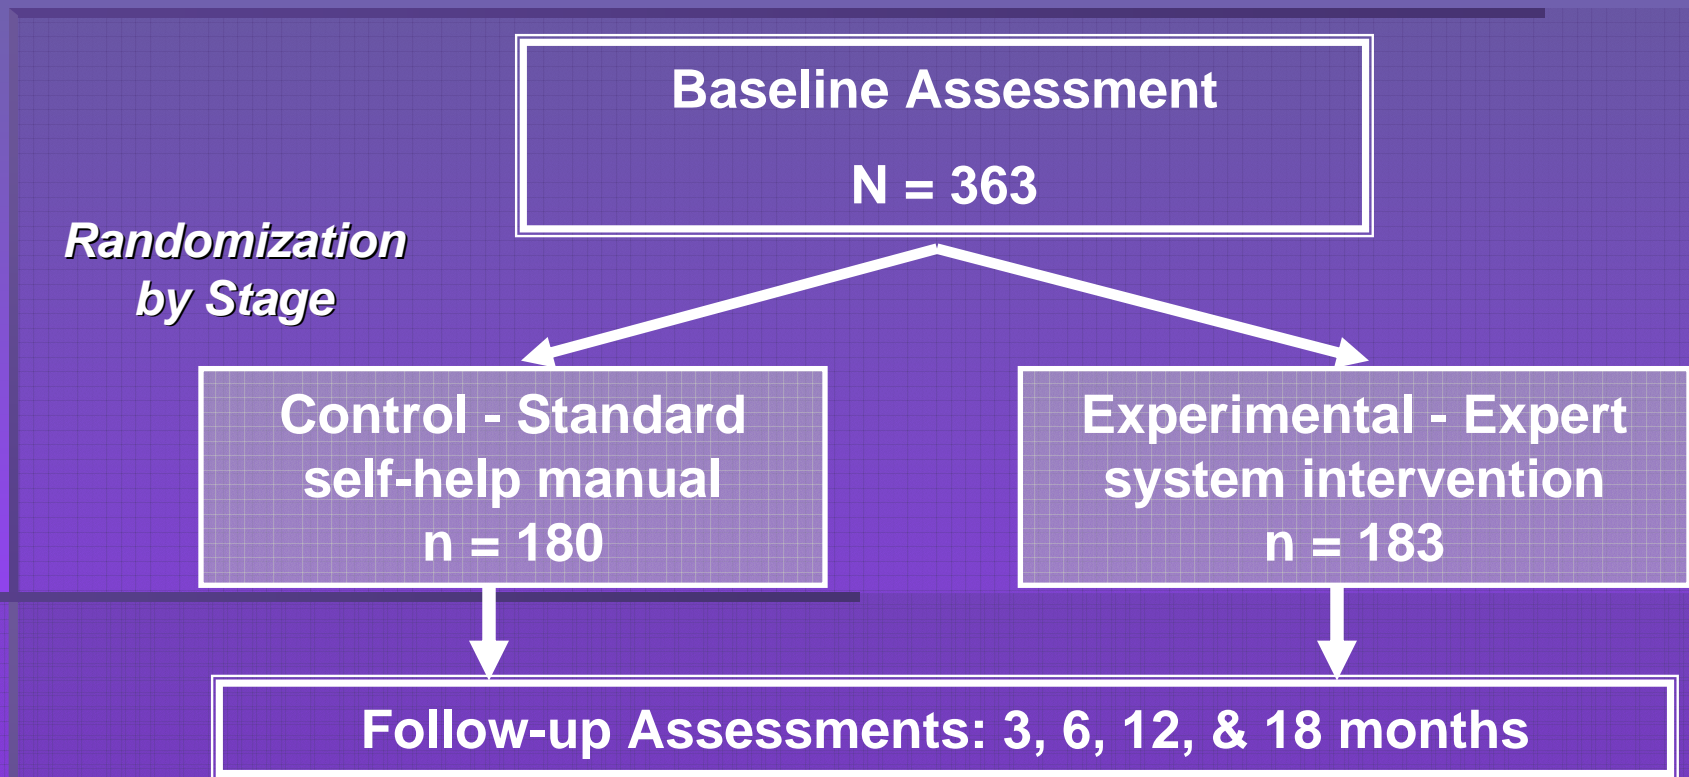 Baseline Assessment
N = 363
Randomization
by Stage
Control - Standard
self-help manual
n = 180
Experimental - Expert
system intervention
n = 183
Follow-up Assessments: 3, 6, 12, & 18 months